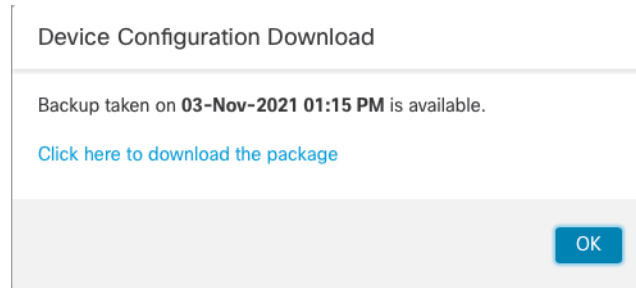 Device Configuration Download
Backup taken on 03-Nov-2021 01:15 PM is available.
Click here to download the package
OK